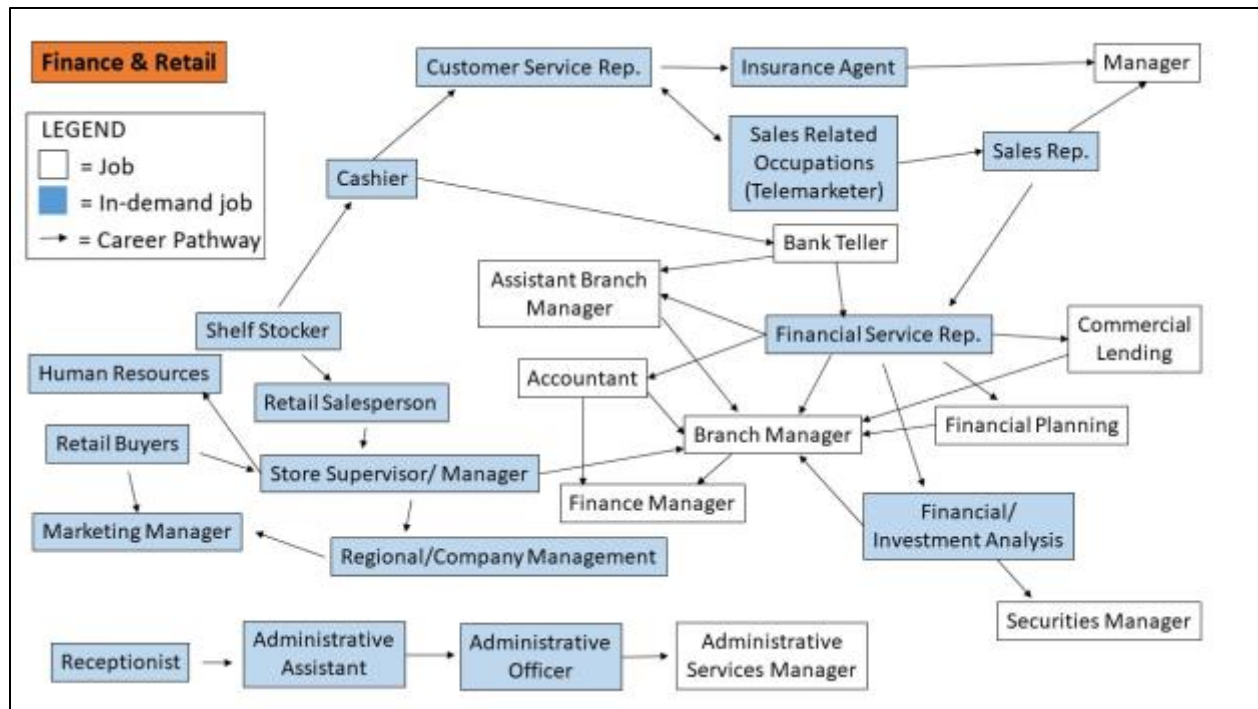 Finance & Retail
LEGEND
= Job
= In-demand job
= Career Pathway
Customer Service Rep.
Insurance Agent
Manager
Sales Related
Occupations
(Telemarketer)
Sales Rep.
Cashier
Bank Teller
Assistant Branch
Manager
Shelf Stocker
Financial Service Rep.
Commercial
Lending
Human Resources
Accountant
Retail Salesperson
Retail Buyers
Branch Manager
Financial Planning
Store Supervisor/ Manager
Finance Manager
Marketing Manager
Financial/
Investment Analysis
Regional/Company Management
Securities Manager
Receptionist
Administrative
Assistant
Administrative
Officer
Administrative
Services Manager